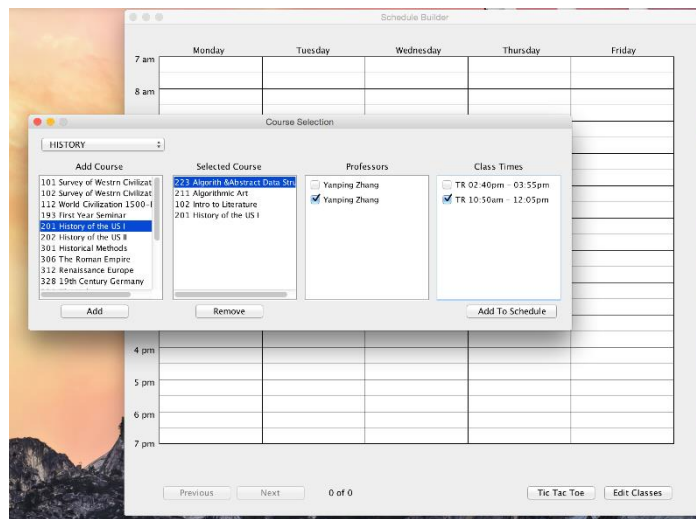 Schedule Builder
Monday Tuesday Wednesday Thursday Friday
7 am
8 am
Course Selection
HISTORY
Add Course Selected Course Professors Class Times
101 Survey of Westrn Civilizat
102 Survey of Westrn Civilizat
112 World Civilization 1500-I
193 First Year Seminar
201 History of the US I
202 History of the US II
301 Historical Methods
306 The Roman Empire
312 Renaissance Europe
328 19th Century Germany
223 Algorith &Abstract Data Stru
211 Algorithmic Art
102 Intro to Literature
201 History of the US I
Yanping Zhang
Yanping Zhang
TR 02:40pm - 03:55pm
TR 10:50am - 12:05pm
Add Remove Add To Schedule
4 pm
5 pm
6 pm
7 pm
Previous Next 0 of 0 Tic Tac Toe Edit Classes